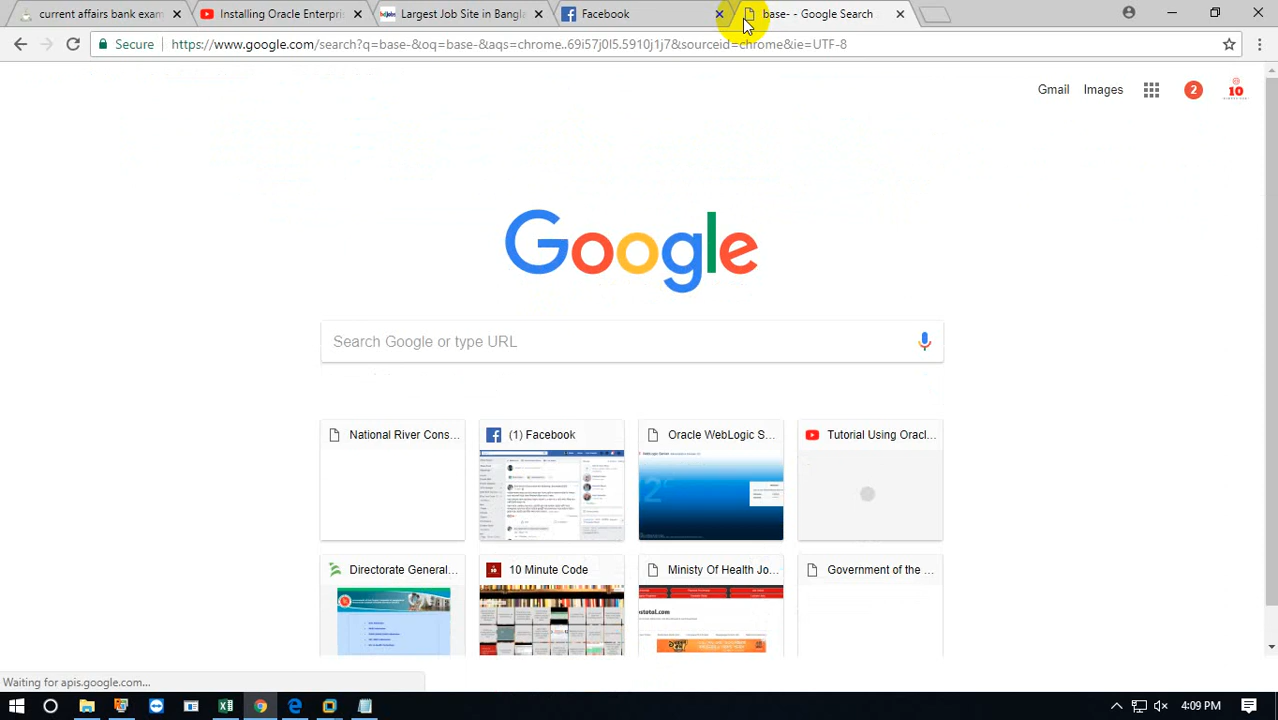 current affairs bank exam
Installing Oracle Enterpri
Largest Job Site in Bangla
Facebook
base- - Google Search
Secure
https://www.google.com/search?q=base-&oq=base-&aqs=chrome..69i57j0l5.5910j1j7&sourceid=chrome&ie=UTF-8
Gmail
Images
2
10
Google
Search Google or type URL
National River Cons...
(1) Facebook
Oracle WebLogic S...
Tutorial Using Oracl...
Directorate General...
10 Minute Code
Ministy Of Health Jo...
Government of the ...
Waiting for apis.google.com...
4:09 PM